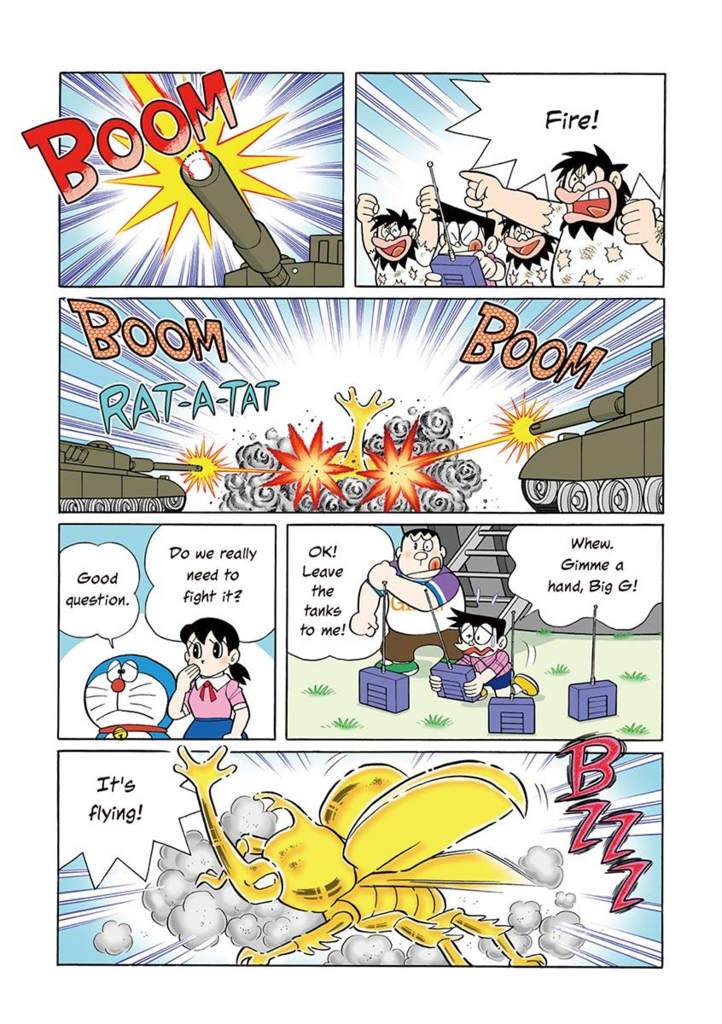 BOOM
Fire!
BOOM
BOOM
RAT-A-TAT
Good
question.
Do we really
need to
fight it?
OK!
Leave
the
tanks
to me!
Whew.
Gimme a
hand, Big G!
It's
flying!
BZZZZ